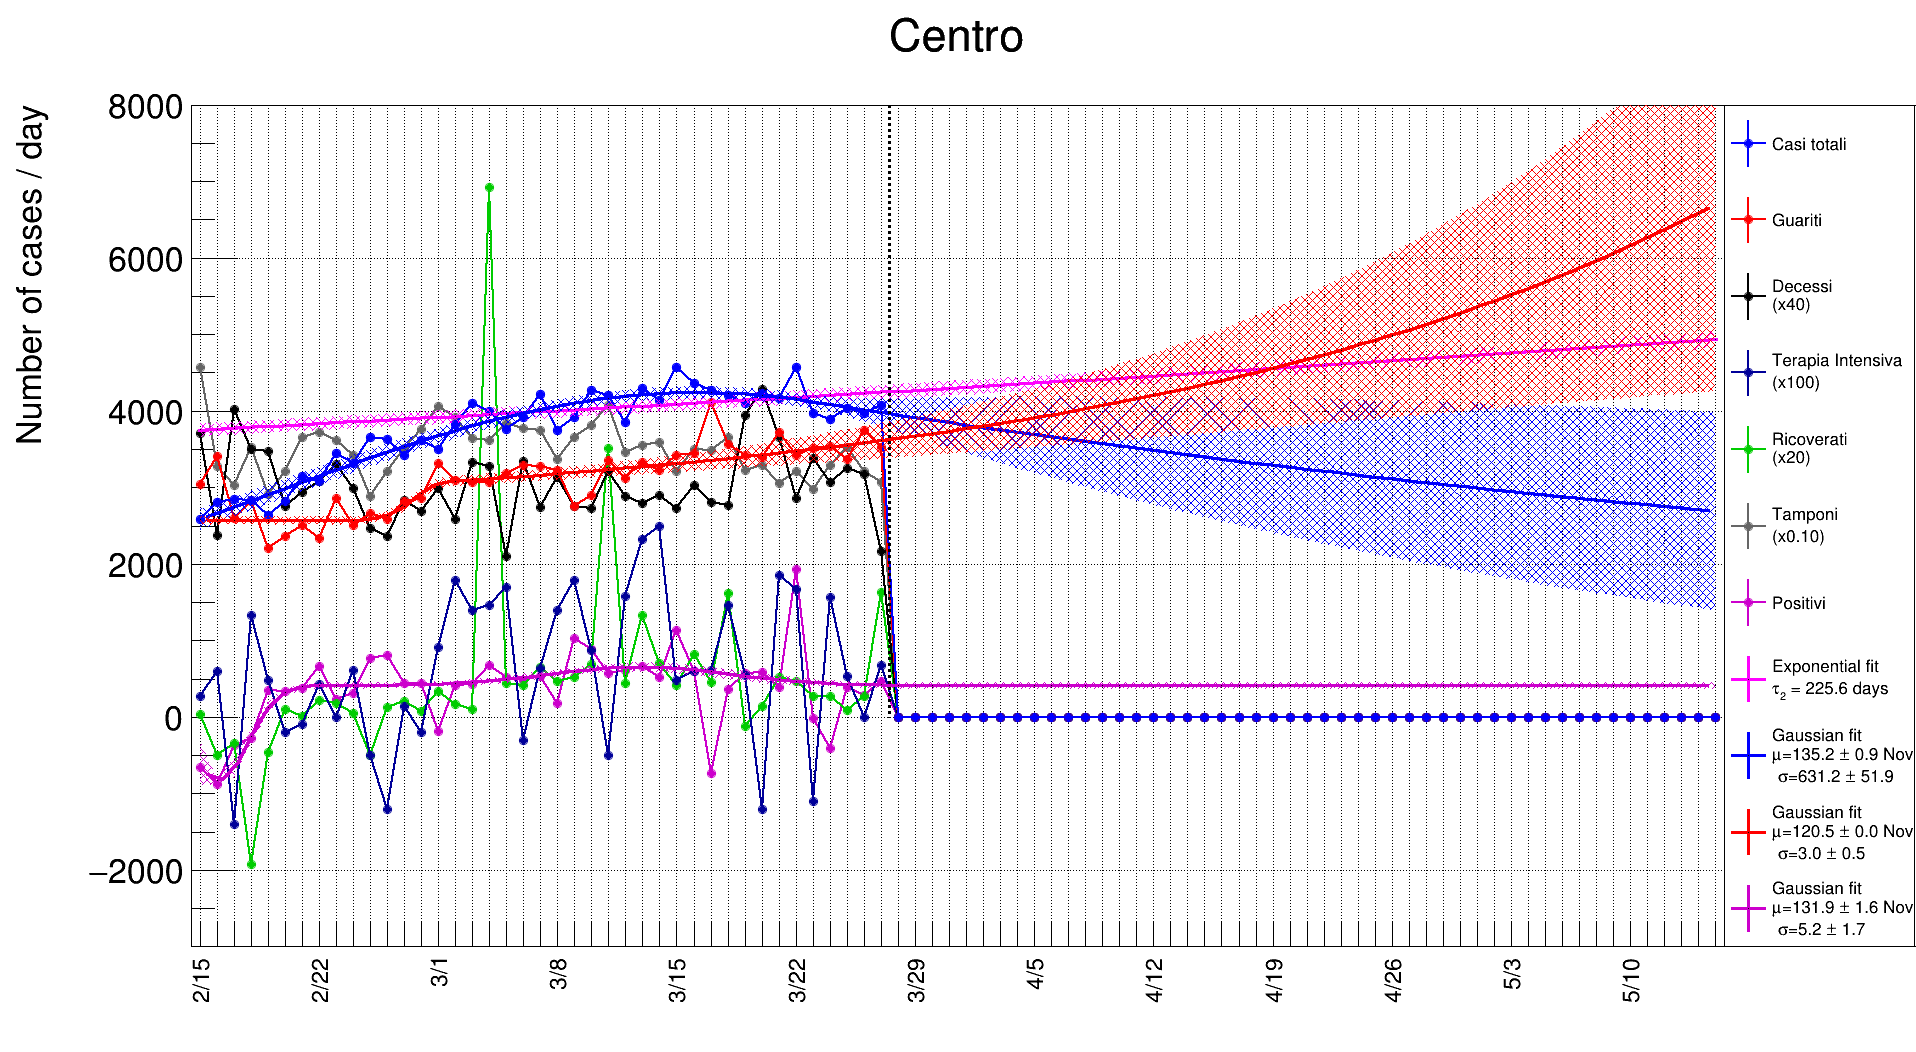 Centro
Number of cases / day
8000
6000
4000
2000
0
−2000
2/15
2/22
3/1
3/8
3/15
3/22
3/29
4/5
4/12
4/19
4/26
5/3
5/10
Casi totali
Guariti
Decessi
(x40)
Terapia Intensiva
(x100)
Ricoverati
(x20)
Tamponi
(x0.10)
Positivi
Exponential fit
τ2 = 225.6 days
Gaussian fit
μ=135.2 ± 0.9 Nov
σ=631.2 ± 51.9
Gaussian fit
μ=120.5 ± 0.0 Nov
σ=3.0 ± 0.5
Gaussian fit
μ=131.9 ± 1.6 Nov
σ=5.2 ± 1.7